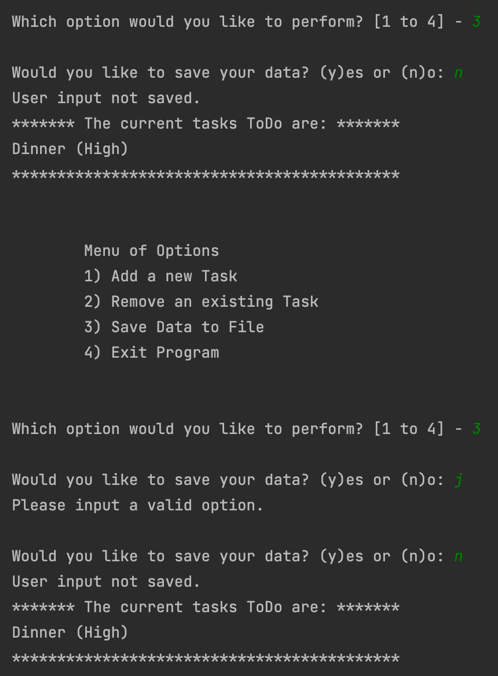 Which option would you like to perform? [1 to 4] - 3
Would you like to save your data? (y)es or (n)o: n
User input not saved.
******* The current tasks ToDo are: *******
Dinner (High)
*******************************************
Menu of Options
1) Add a new Task
2) Remove an existing Task
3) Save Data to File
4) Exit Program
Which option would you like to perform? [1 to 4] - 3
Would you like to save your data? (y)es or (n)o: j
Please input a valid option.
Would you like to save your data? (y)es or (n)o: n
User input not saved.
******* The current tasks ToDo are: *******
Dinner (High)
*******************************************